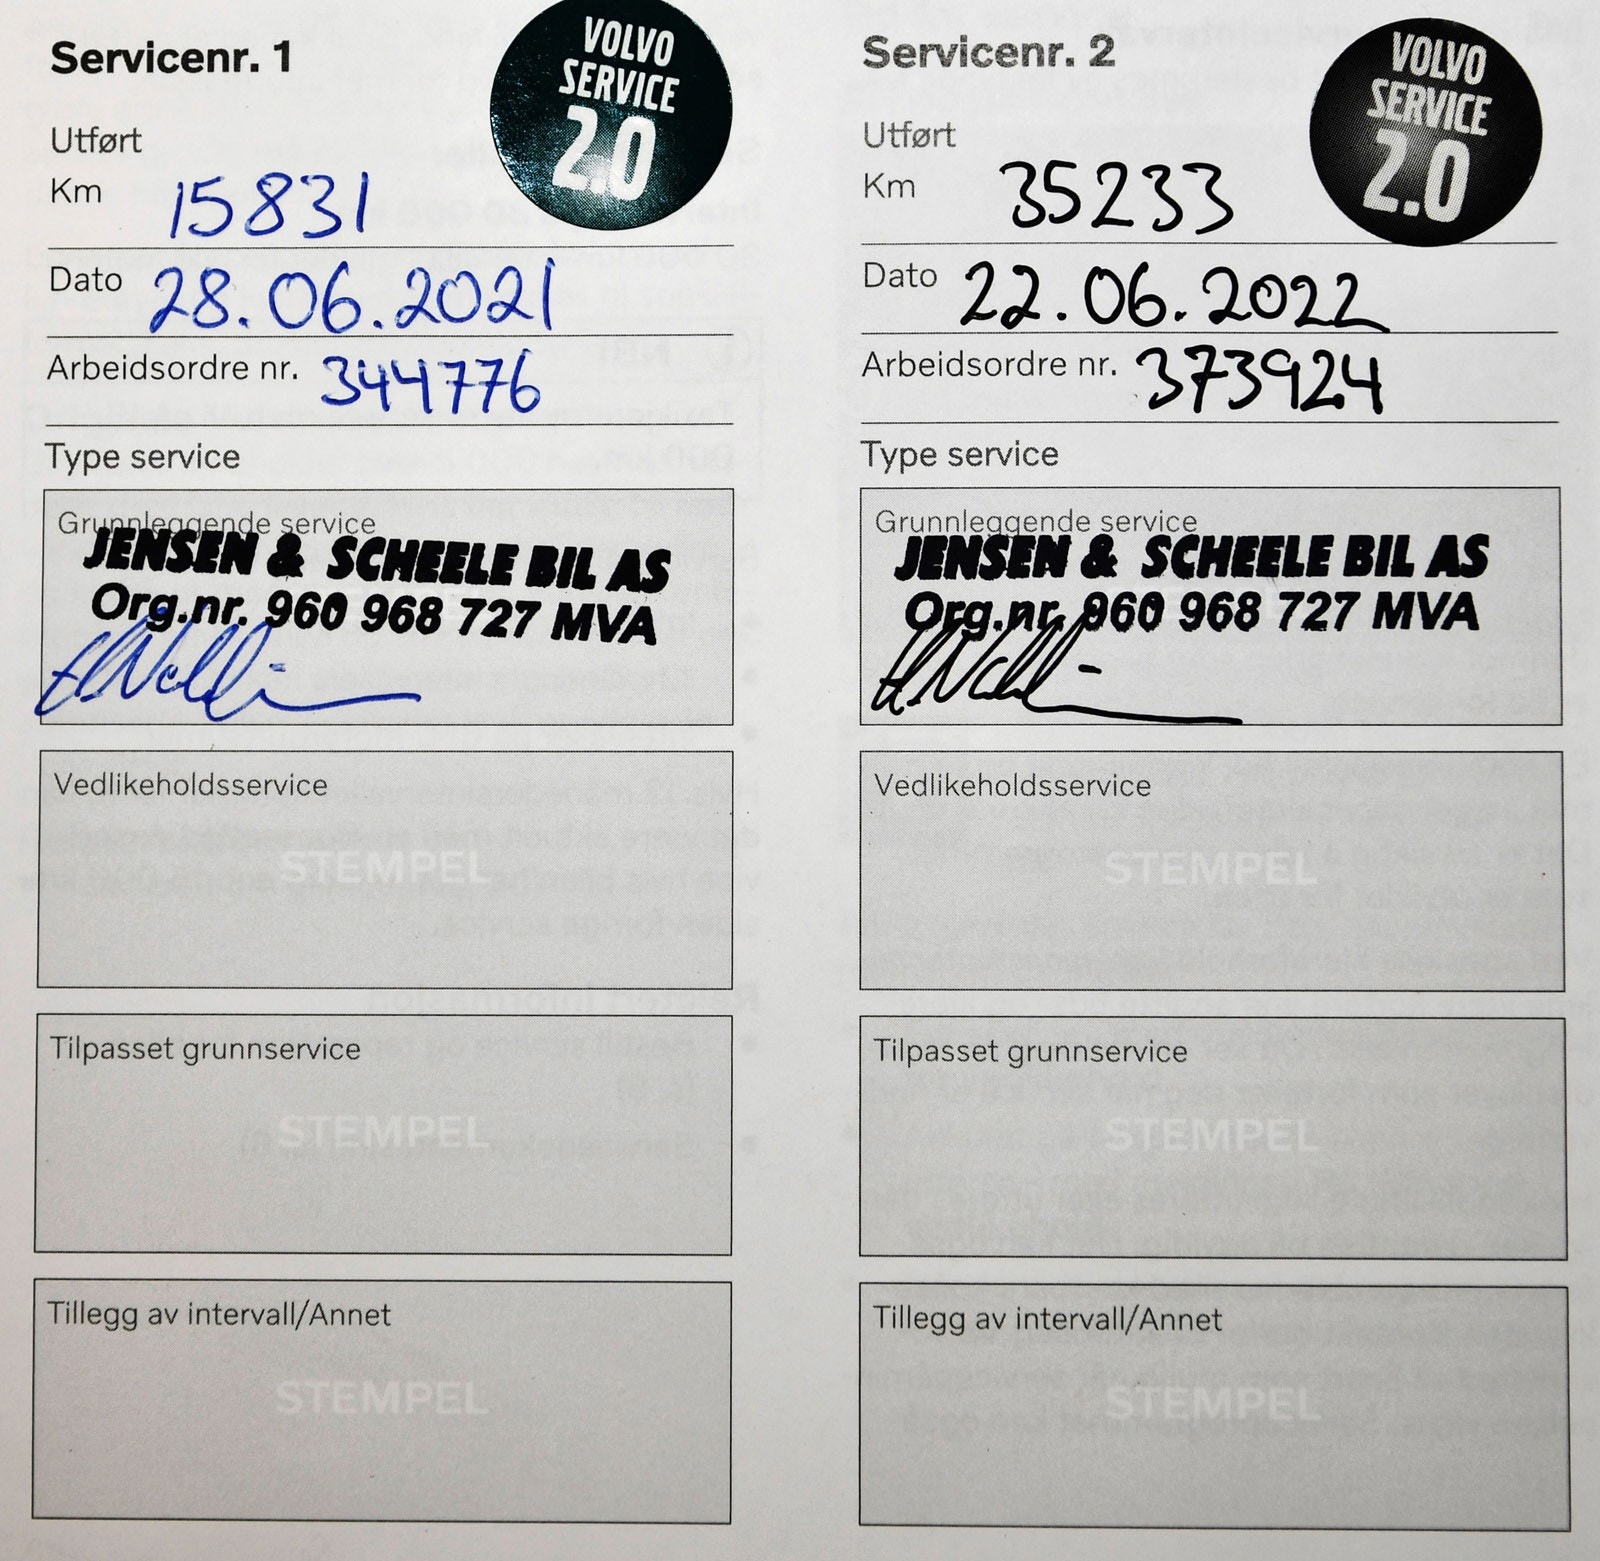 Servicenr. 1
VOLVO
SERVICE
2.0
Utført
Km 15831
Dato 28.06.2021
Arbeidsordre nr. 344776
Type service
Grunnleggende service
JENSEN & SCHEELE BIL AS
Org.nr. 960 968 727 MVA
Vedlikeholdsservice
STEMPEL
Tilpasset grunnservice
STEMPEL
Tillegg av intervall/Annet
STEMPEL
Servicenr. 2
VOLVO
SERVICE
2.0
Utført
Km 35233
Dato 22.06.2022
Arbeidsordre nr. 373924
Type service
Grunnleggende service
JENSEN & SCHEELE BIL AS
Org.nr. 960 968 727 MVA
Vedlikeholdsservice
STEMPEL
Tilpasset grunnservice
STEMPEL
Tillegg av intervall/Annet
STEMPEL